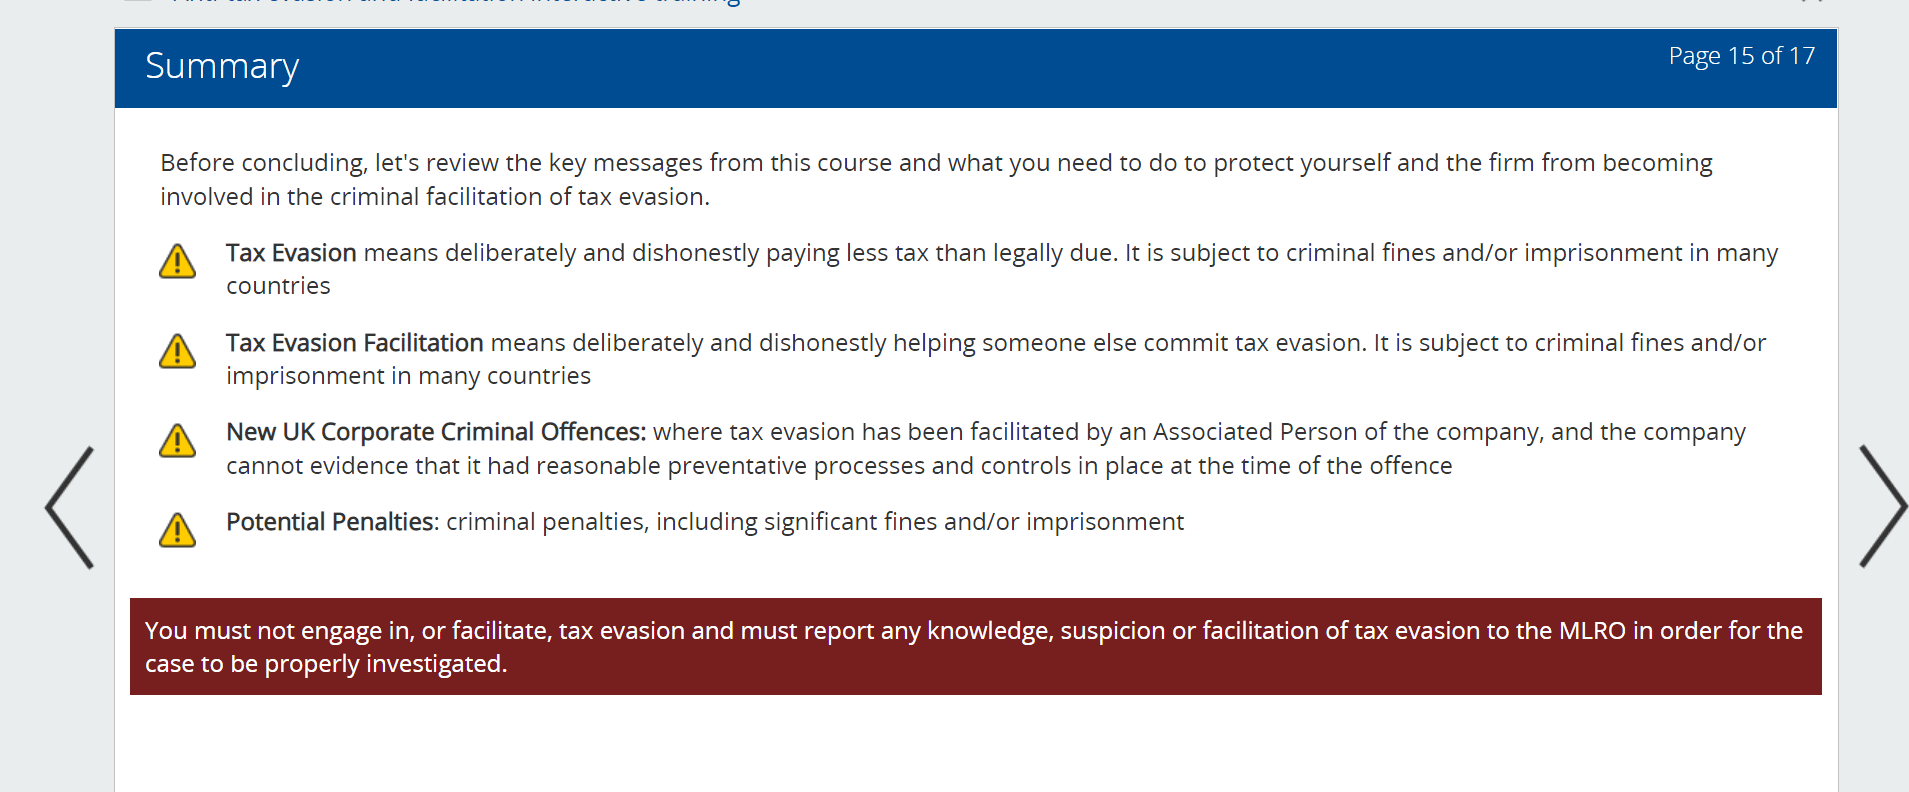 Anti-tax evasion and facilitation interactive training
Summary
Page 15 of 17
Before concluding, let's review the key messages from this course and what you need to do to protect yourself and the firm from becoming
involved in the criminal facilitation of tax evasion.
Tax Evasion means deliberately and dishonestly paying less tax than legally due. It is subject to criminal fines and/or imprisonment in many
countries
Tax Evasion Facilitation means deliberately and dishonestly helping someone else commit tax evasion. It is subject to criminal fines and/or
imprisonment in many countries
New UK Corporate Criminal Offences: where tax evasion has been facilitated by an Associated Person of the company, and the company
cannot evidence that it had reasonable preventative processes and controls in place at the time of the offence
Potential Penalties: criminal penalties, including significant fines and/or imprisonment
You must not engage in, or facilitate, tax evasion and must report any knowledge, suspicion or facilitation of tax evasion to the MLRO in order for the
case to be properly investigated.